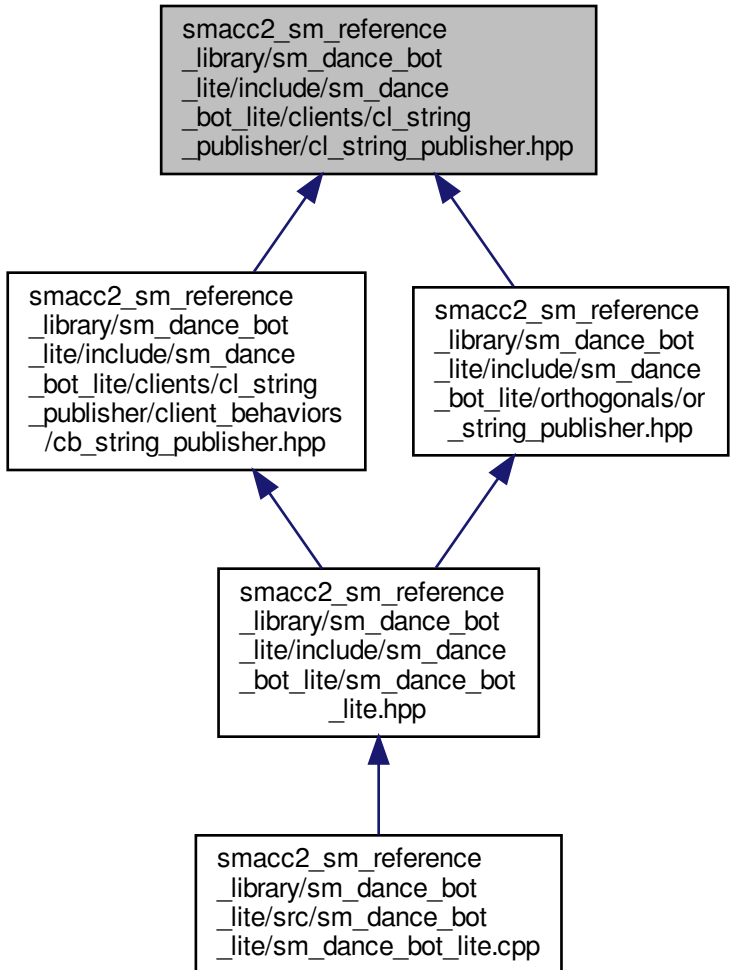 smacc2_sm_reference
_library/sm_dance_bot
_lite/include/sm_dance
_bot_lite/clients/cl_string
_publisher/cl_string_publisher.hpp
smacc2_sm_reference
_library/sm_dance_bot
_lite/include/sm_dance
_bot_lite/clients/cl_string
_publisher/client_behaviors
/cb_string_publisher.hpp
smacc2_sm_reference
_library/sm_dance_bot
_lite/include/sm_dance
_bot_lite/orthogonals/or
_string_publisher.hpp
smacc2_sm_reference
_library/sm_dance_bot
_lite/include/sm_dance
_bot_lite/sm_dance_bot
_lite.hpp
smacc2_sm_reference
_library/sm_dance_bot
_lite/src/sm_dance_bot
_lite/sm_dance_bot_lite.cpp